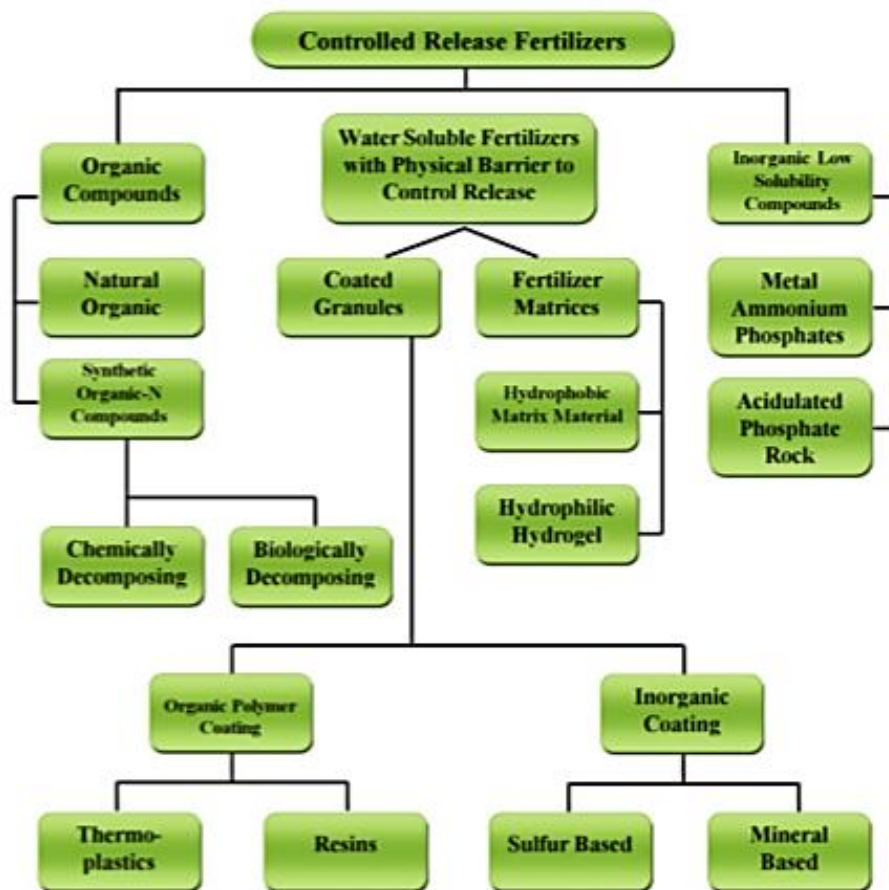 Controlled Release Fertilizers
Organic
Compounds
Water Soluble Fertilizers
with Physical Barrier to
Control Release
Inorganic Low
Solubility
Compounds
Natural
Organic
Coated
Granules
Fertilizer
Matrices
Metal
Ammonium
Phosphates
Synthetic
Organic-N
Compounds
Hydrophobic
Matrix Material
Acidulated
Phosphate
Rock
Hydrophilic
Hydrogel
Chemically
Decomposing
Biologically
Decomposing
Organic Polymer
Coating
Inorganic
Coating
Thermo-
plastics
Resins
Sulfur Based
Mineral
Based